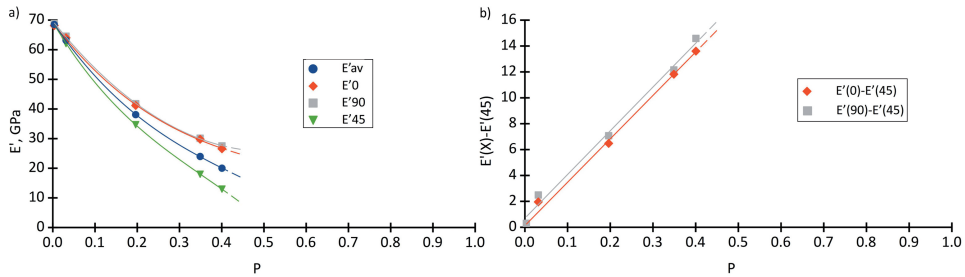 a)
E', GPa
70
60
50
40
30
20
10
0
0.0 0.1 0.2 0.3 0.4 0.5 0.6 0.7 0.8 0.9 1.0
P
E'av
E'0
E'90
E'45
b)
E'(X)-E'(45)
16
14
12
10
8
6
4
2
0
0.0 0.1 0.2 0.3 0.4 0.5 0.6 0.7 0.8 0.9 1.0
P
E'(0)-E'(45)
E'(90)-E'(45)